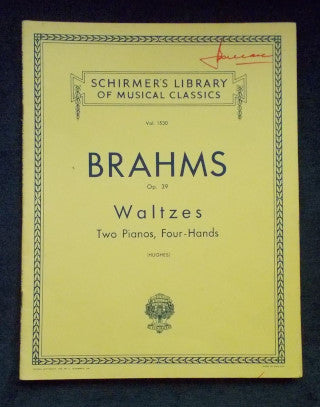 SCHIRMER'S LIBRARY
OF MUSICAL CLASSICS
Vol. 1530
BRAHMS
Op. 39
Waltzes
Two Pianos, Four-Hands
(HUGHES)